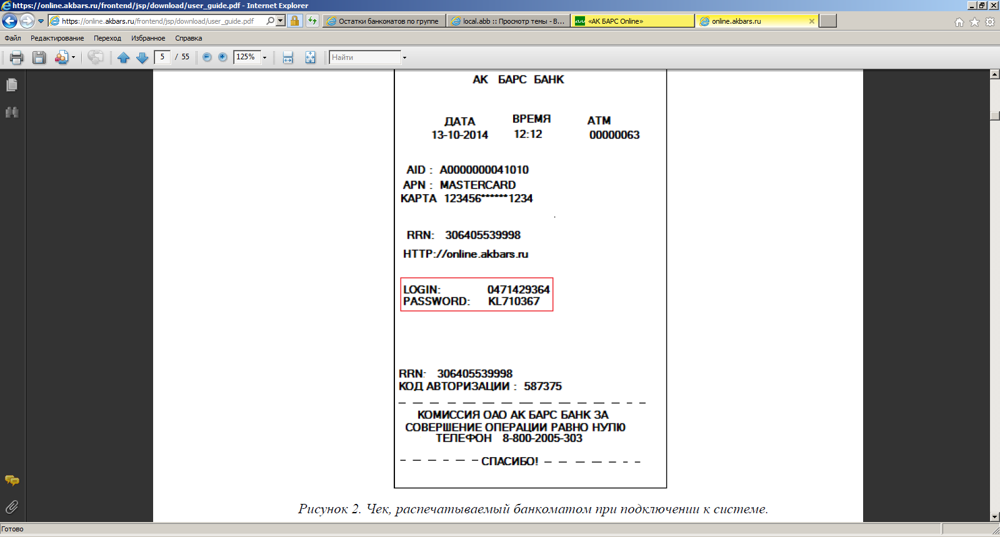 https://online.akbars.ru/frontend/jsp/download/user_guide.pdf - Internet Explorer
https://online.akbars.ru/frontend/jsp/download/user_guide.pdf
Остатки банкоматов по группе
local.abb :: Просмотр темы - В...
«АК БАРС Online»
online.akbars.ru
Файл Редактирование Переход Избранное Справка
5 / 55 125% Найти
АК БАРС БАНК
ДАТА ВРЕМЯ АТМ
13-10-2014 12:12 00000063
AID : A0000000041010
APN : MASTERCARD
КАРТА 123456******1234
RRN: 306405539998
HTTP://online.akbars.ru
LOGIN: 0471429364
PASSWORD: KL710367
RRN: 306405539998
КОД АВТОРИЗАЦИИ : 587375
КОМИССИЯ ОАО АК БАРС БАНК ЗА
СОВЕРШЕНИЕ ОПЕРАЦИИ РАВНО НУЛЮ
ТЕЛЕФОН 8-800-2005-303
СПАСИБО!
Рисунок 2. Чек, распечатываемый банкоматом при подключении к системе.
Готово